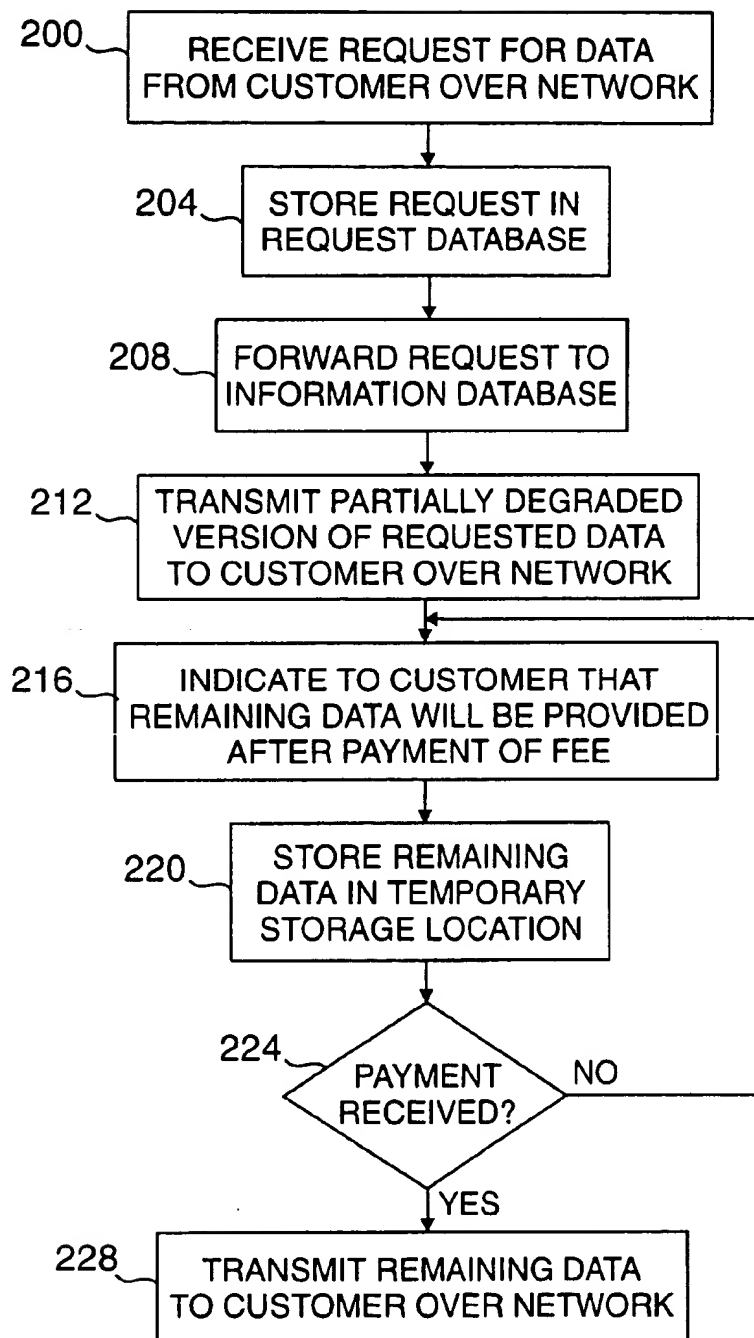 200
RECEIVE REQUEST FOR DATA
FROM CUSTOMER OVER NETWORK
204
STORE REQUEST IN
REQUEST DATABASE
208
FORWARD REQUEST TO
INFORMATION DATABASE
212
TRANSMIT PARTIALLY DEGRADED
VERSION OF REQUESTED DATA
TO CUSTOMER OVER NETWORK
216
INDICATE TO CUSTOMER THAT
REMAINING DATA WILL BE PROVIDED
AFTER PAYMENT OF FEE
220
STORE REMAINING
DATA IN TEMPORARY
STORAGE LOCATION
224
PAYMENT
RECEIVED?
NO
YES
228
TRANSMIT REMAINING DATA
TO CUSTOMER OVER NETWORK